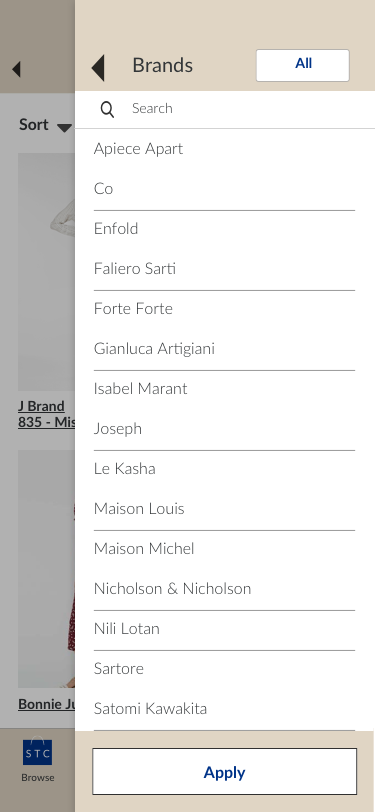 Brands
All
Search
Sort
Apiece Apart
Co
Enfold
Faliero Sarti
Forte Forte
Gianluca Artigiani
Isabel Marant
J Brand
835 - Mis
Joseph
Le Kasha
Maison Louis
Maison Michel
Nicholson & Nicholson
Nili Lotan
Sartore
Satomi Kawakita
Bonnie Ju
STC
Browse
Apply